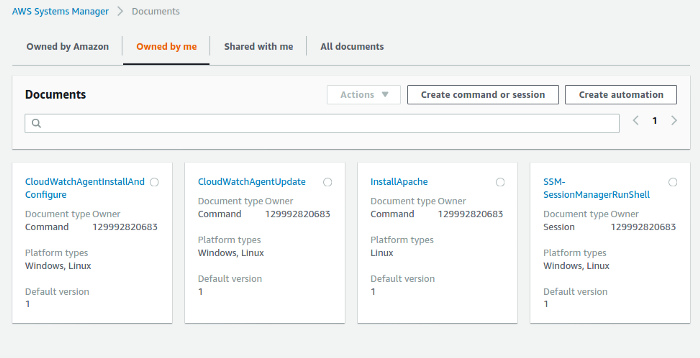 AWS Systems Manager > Documents
Owned by Amazon Owned by me Shared with me All documents
Documents Actions Create command or session Create automation
1
CloudWatchAgentInstallAnd
Configure
Document type Owner
Command 129992820683
Platform types
Windows, Linux
Default version
1
CloudWatchAgentUpdate
Document type Owner
Command 129992820683
Platform types
Windows, Linux
Default version
1
InstallApache
Document type Owner
Command 129992820683
Platform types
Linux
Default version
1
SSM-
SessionManagerRunShell
Document type Owner
Session 129992820683
Platform types
Windows, Linux
Default version
1